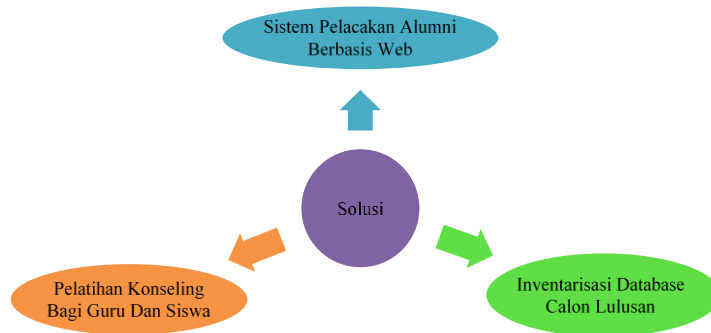 Sistem Pelacakan Alumni
Berbasis Web
Solusi
Pelatihan Konseling
Bagi Guru Dan Siswa
Inventarisasi Database
Calon Lulusan